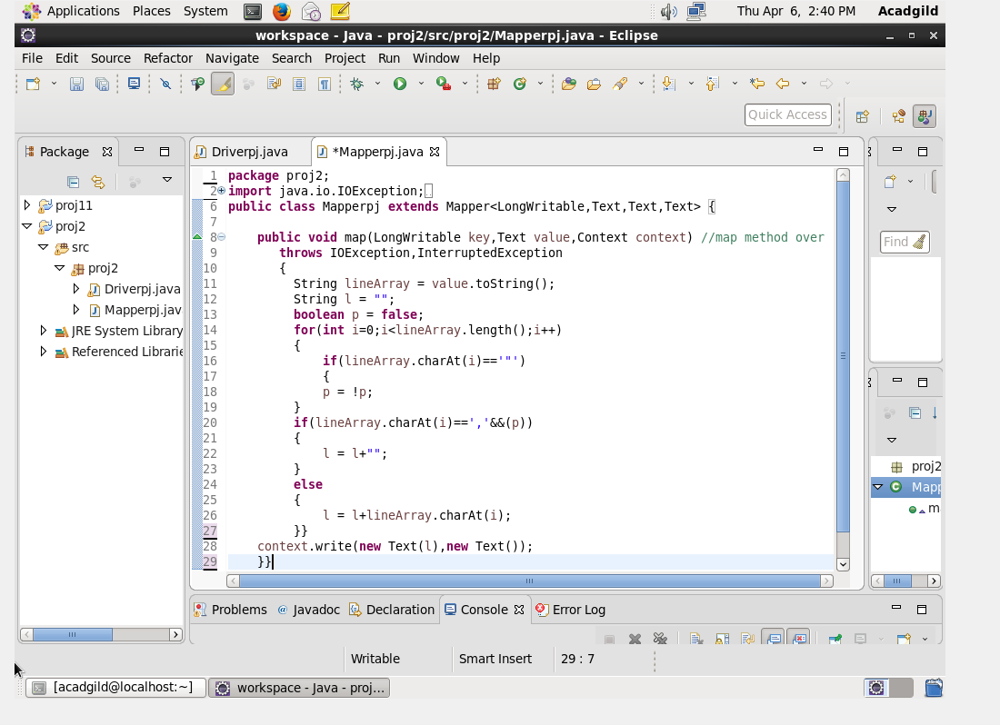 Applications Places System Thu Apr 6, 2:40 PM Acadgild
workspace - Java - proj2/src/proj2/Mapperpj.java - Eclipse
File Edit Source Refactor Navigate Search Project Run Window Help
Quick Access
Package
proj11
proj2
src
proj2
Driverpj.java
Mapperpj.jav
JRE System Library
Referenced Librarie
Driverpj.java *Mapperpj.java
1 package proj2;
2 import java.io.IOException;
6 public class Mapperpj extends Mapper<LongWritable,Text,Text,Text> {
7
8 public void map(LongWritable key,Text value,Context context) //map method over
9 throws IOException,InterruptedException
10 {
11 String lineArray = value.toString();
12 String l = "";
13 boolean p = false;
14 for(int i=0;i<lineArray.length();i++)
15 {
16 if(lineArray.charAt(i)=='"')
17 {
18 p = !p;
19 }
20 if(lineArray.charAt(i)==','&&(p))
21 {
22 l = l+"";
23 }
24 else
25 {
26 l = l+lineArray.charAt(i);
27 }}
28 context.write(new Text(l),new Text());
29 }}
Find
proj2
Mapp
m
Problems Javadoc Declaration Console Error Log
Writable Smart Insert 29 : 7
[acadgild@localhost:~] workspace - Java - proj...